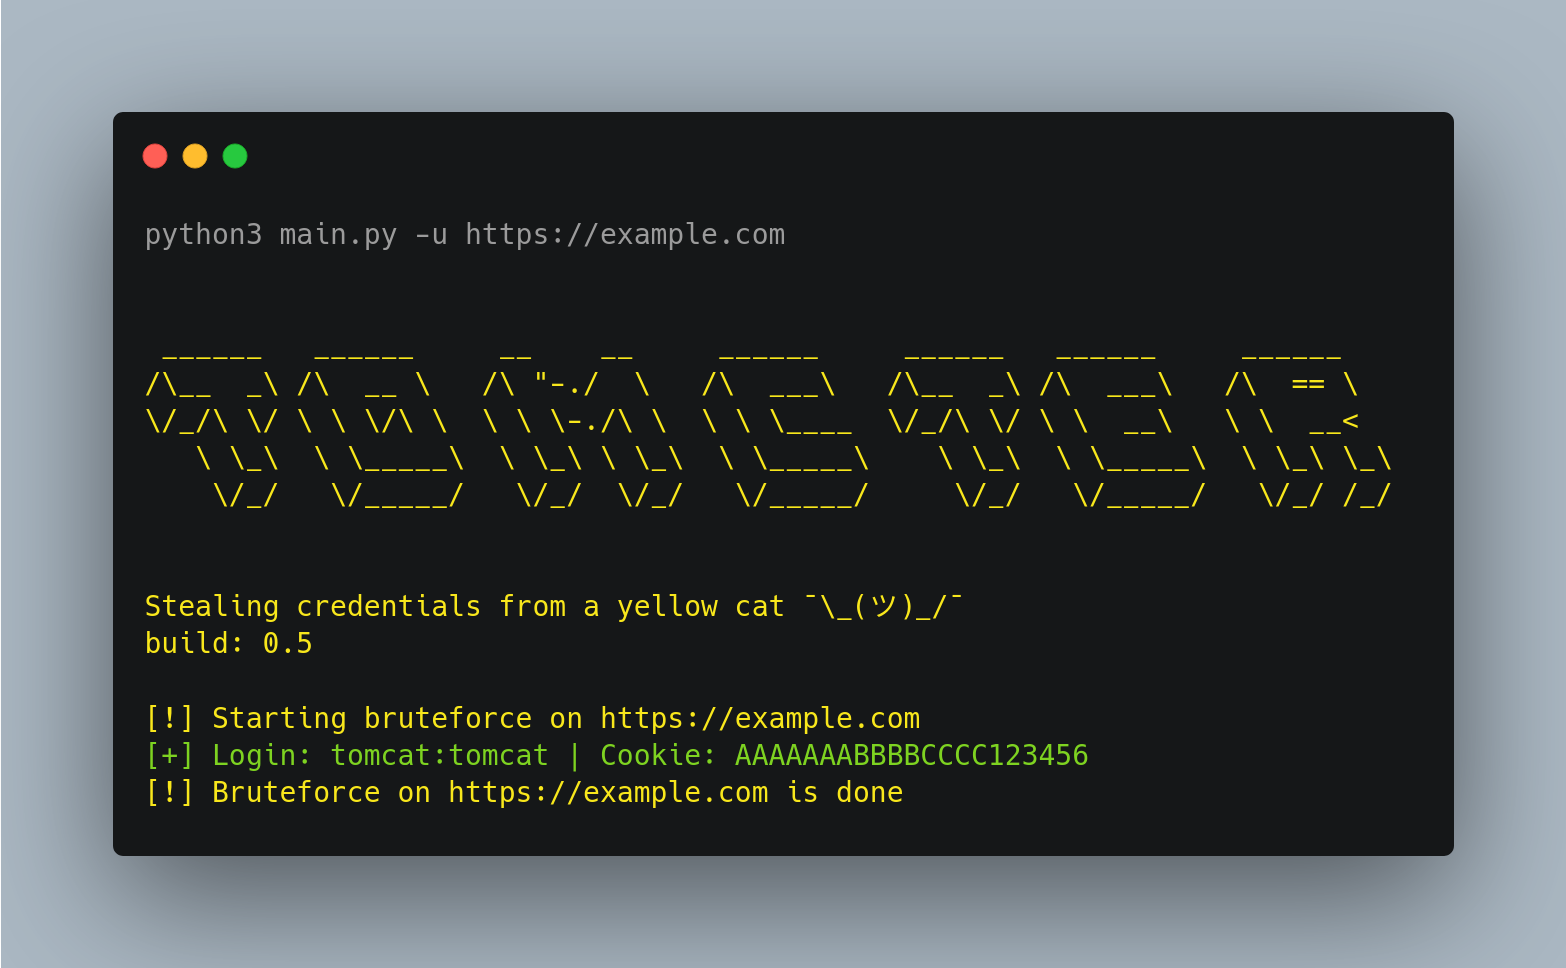 python3 main.py -u https://example.com
 ______   ______     __    __     ______     ______   ______     ______
/\__  _\ /\  __ \   /\ "-./  \   /\  ___\   /\__  _\ /\  ___\   /\  == \
\/_/\ \/ \ \ \/\ \  \ \ \-./\ \  \ \ \____  \/_/\ \/ \ \  __\   \ \  __<
   \ \_\  \ \_____\  \ \_\ \ \_\  \ \_____\    \ \_\  \ \_____\  \ \_\ \_\
    \/_/   \/_____/   \/_/  \/_/   \/_____/     \/_/   \/_____/   \/_/ /_/
Stealing credentials from a yellow cat ¯\_(ツ)_/¯
build: 0.5
[!] Starting bruteforce on https://example.com
[+] Login: tomcat:tomcat | Cookie: AAAAAAABBBBCCCC123456
[!] Bruteforce on https://example.com is done